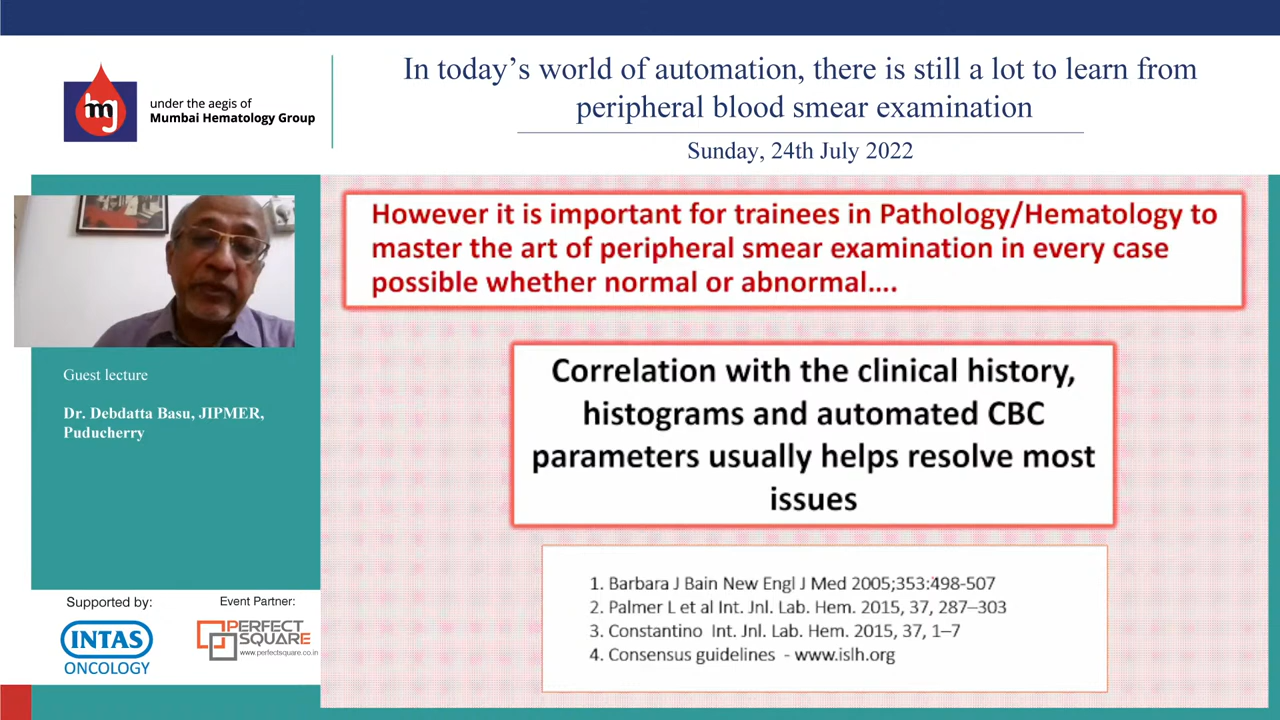 In today’s world of automation, there is still a lot to learn from
peripheral blood smear examination
Sunday, 24th July 2022
mg
under the aegis of
Mumbai Hematology Group
Guest lecture
Dr. Debdatta Basu, JIPMER,
Puducherry
However it is important for trainees in Pathology/Hematology to
master the art of peripheral smear examination in every case
possible whether normal or abnormal....
Correlation with the clinical history,
histograms and automated CBC
parameters usually helps resolve most
issues
1. Barbara J Bain New Engl J Med 2005;353:498-507
2. Palmer L et al Int. Jnl. Lab. Hem. 2015, 37, 287–303
3. Constantino Int. Jnl. Lab. Hem. 2015, 37, 1–7
4. Consensus guidelines - www.islh.org
Supported by:
INTAS
ONCOLOGY
Event Partner:
PERFECT
SQUARE
www.perfectsquare.co.in